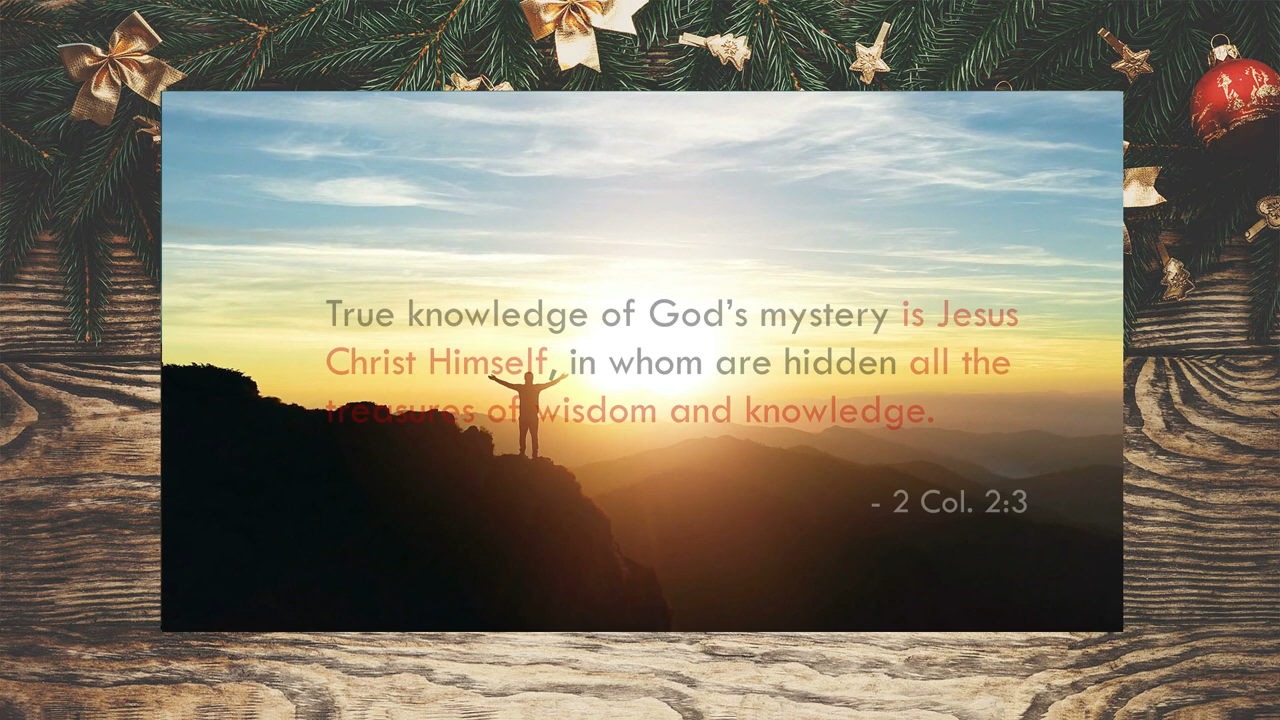 True knowledge of God’s mystery is Jesus
Christ Himself, in whom are hidden all the
treasures of wisdom and knowledge.
- 2 Col. 2:3